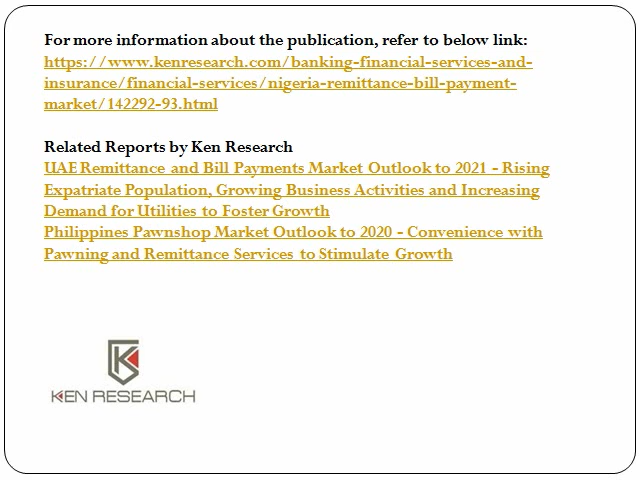 For more information about the publication, refer to below link:
https://www.kenresearch.com/banking-financial-services-and-
insurance/financial-services/nigeria-remittance-bill-payment-
market/142292-93.html
Related Reports by Ken Research
UAE Remittance and Bill Payments Market Outlook to 2021 - Rising
Expatriate Population, Growing Business Activities and Increasing
Demand for Utilities to Foster Growth
Philippines Pawnshop Market Outlook to 2020 - Convenience with
Pawning and Remittance Services to Stimulate Growth
KEN RESEARCH